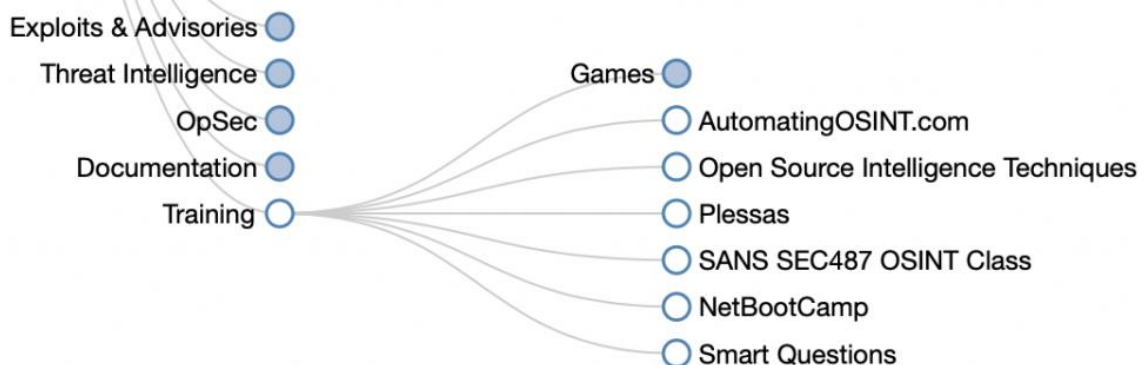 Exploits & Advisories
Threat Intelligence
OpSec
Documentation
Training
Games
AutomatingOSINT.com
Open Source Intelligence Techniques
Plessas
SANS SEC487 OSINT Class
NetBootCamp
Smart Questions